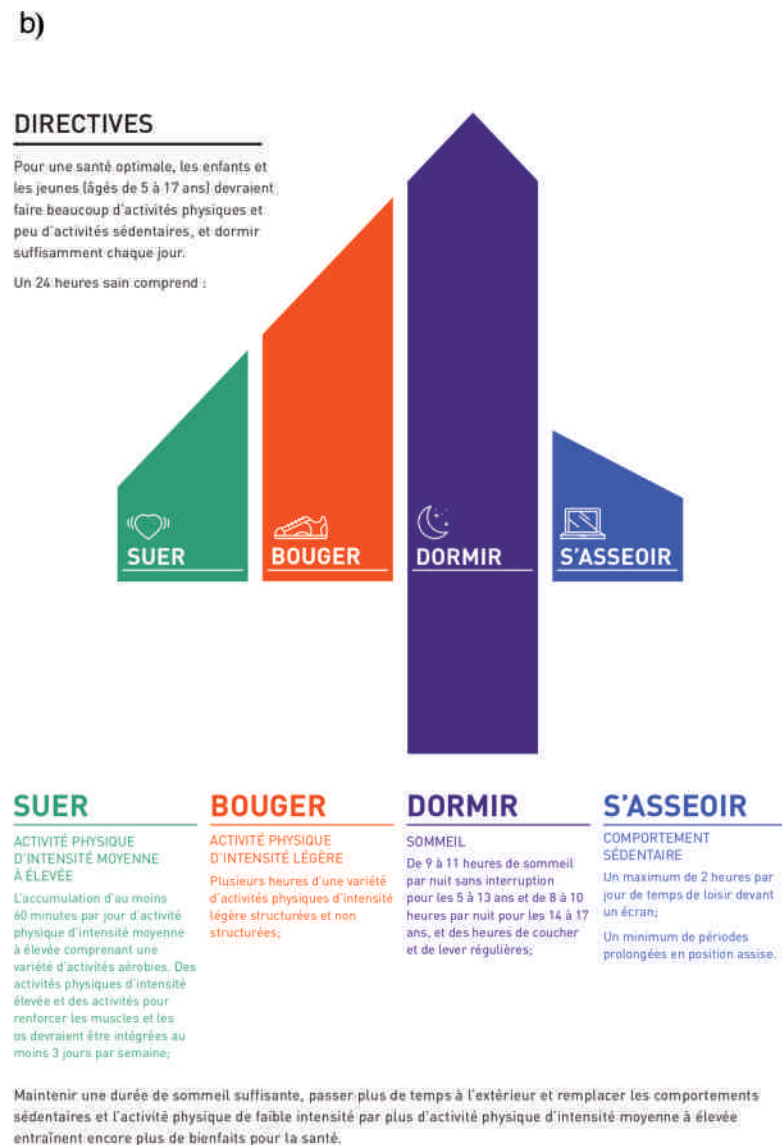 b)
DIRECTIVES
Pour une santé optimale, les enfants et
les jeunes (âgés de 5 à 17 ans) devraient
faire beaucoup d'activités physiques et
peu d'activités sédentaires, et dormir
suffisamment chaque jour.
Un 24 heures sain comprend :
SUER
BOUGER
DORMIR
S'ASSEOIR
SUER
ACTIVITÉ PHYSIQUE
D'INTENSITÉ MOYENNE
À ÉLEVÉE
L'accumulation d'au moins
60 minutes par jour d'activité
physique d'intensité moyenne
à élevée comprenant une
variété d'activités aérobies. Des
activités physiques d'intensité
élevée et des activités pour
renforcer les muscles et les
os devraient être intégrées au
moins 3 jours par semaine;
BOUGER
ACTIVITÉ PHYSIQUE
D'INTENSITÉ LÉGÈRE
Plusieurs heures d'une variété
d'activités physiques d'intensité
légère structurées et non
structurées;
DORMIR
SOMMEIL
De 9 à 11 heures de sommeil
par nuit sans interruption
pour les 5 à 13 ans et de 8 à 10
heures par nuit pour les 14 à 17
ans, et des heures de coucher
et de lever régulières;
S'ASSEOIR
COMPORTEMENT
SÉDENTAIRE
Un maximum de 2 heures par
jour de temps de loisir devant
un écran;
Un minimum de périodes
prolongées en position assise.
Maintenir une durée de sommeil suffisante, passer plus de temps à l'extérieur et remplacer les comportements
sédentaires et l'activité physique de faible intensité par plus d'activité physique d'intensité moyenne à élevée
entraînent encore plus de bienfaits pour la santé.